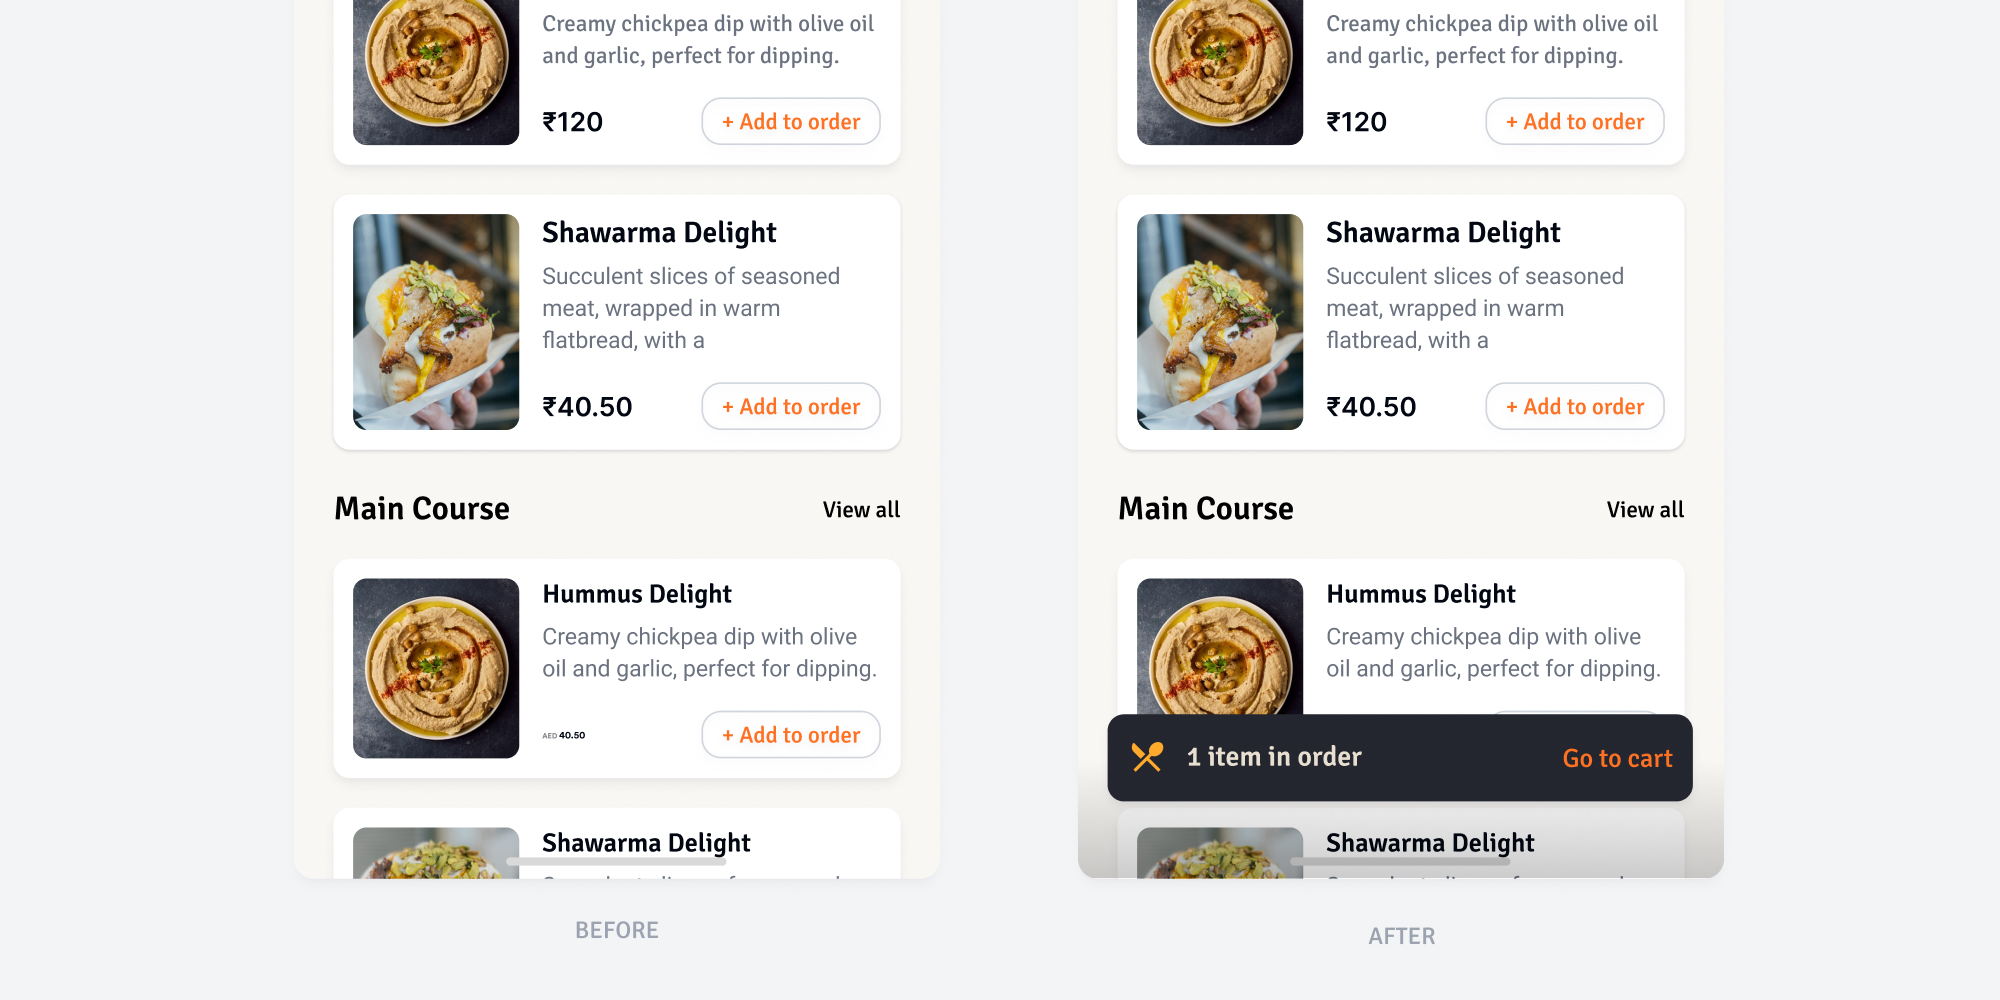 Creamy chickpea dip with olive oil
and garlic, perfect for dipping.
₹120
+ Add to order
Shawarma Delight
Succulent slices of seasoned
meat, wrapped in warm
flatbread, with a
₹40.50
+ Add to order
Main Course
View all
Hummus Delight
Creamy chickpea dip with olive
oil and garlic, perfect for dipping.
AED 40.50
+ Add to order
Shawarma Delight
BEFORE
Creamy chickpea dip with olive oil
and garlic, perfect for dipping.
₹120
+ Add to order
Shawarma Delight
Succulent slices of seasoned
meat, wrapped in warm
flatbread, with a
₹40.50
+ Add to order
Main Course
View all
Hummus Delight
Creamy chickpea dip with olive
oil and garlic, perfect for dipping.
1 item in order
Go to cart
Shawarma Delight
AFTER